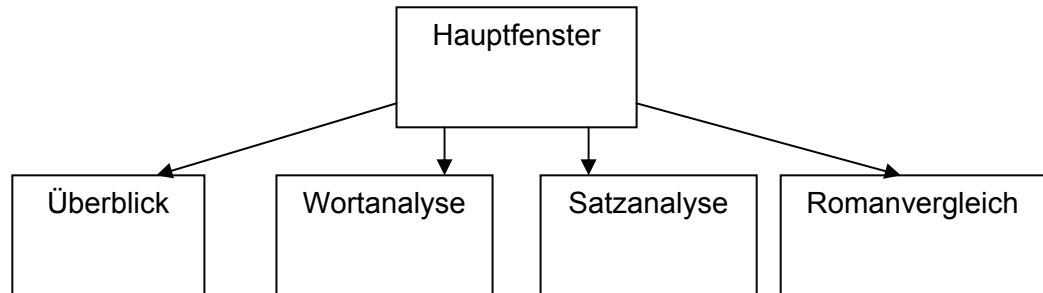 Hauptfenster
Überblick
Wortanalyse
Satzanalyse
Romanvergleich